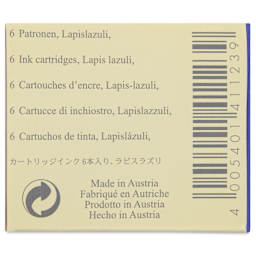 6 Patronen, Lapislazuli,
6 Ink cartridges, Lapis lazuli,
6 Cartouches d'encre, Lapis-lazuli,
6 Cartucce di inchiostro, Lapislazzuli,
6 Cartuchos de tinta, Lapislázuli,
カートリッジインク 6本入り, ラピスラズリ
Made in Austria
Fabriqué en Autriche
Prodotto in Austria
Hecho in Austria
4 005401 411239